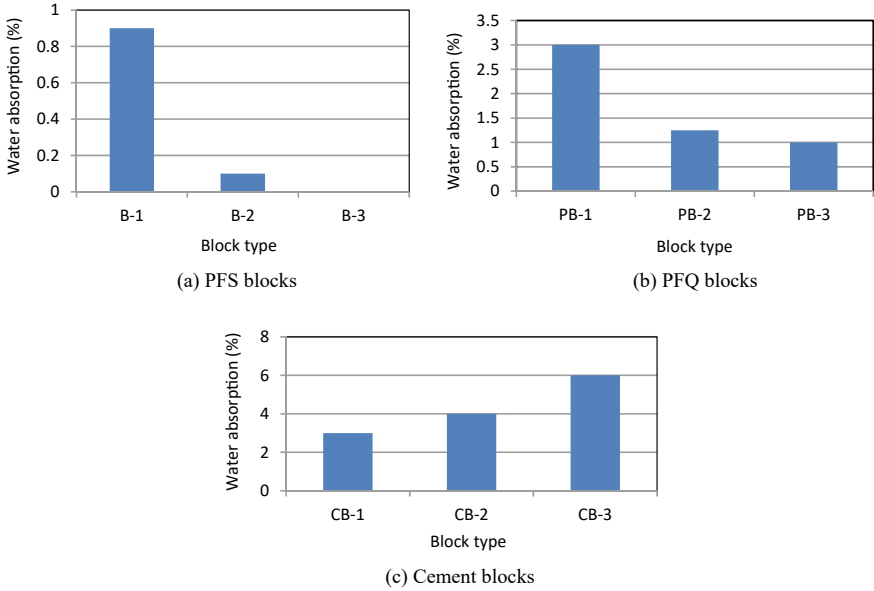 Water absorption (%)
1
0.8
0.6
0.4
0.2
0
B-1 B-2 B-3
Block type
(a) PFS blocks
Water absorption (%)
3.5
3
2.5
2
1.5
1
0.5
0
PB-1 PB-2 PB-3
Block type
(b) PFQ blocks
Water absorption (%)
8
6
4
2
0
CB-1 CB-2 CB-3
Block type
(c) Cement blocks